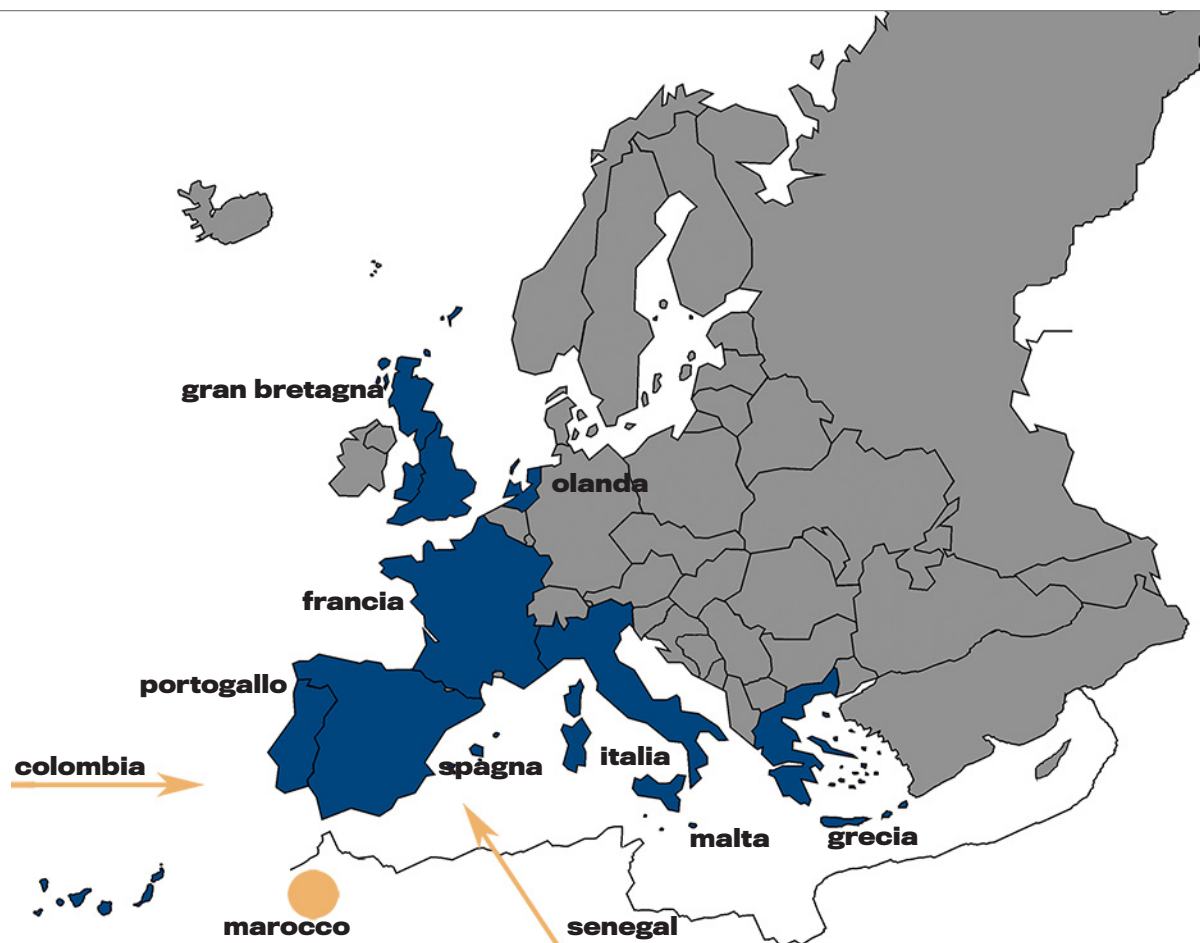 gran bretagna
olanda
francia
portogallo
colombia
spagna
italia
malta
grecia
marocco
senegal